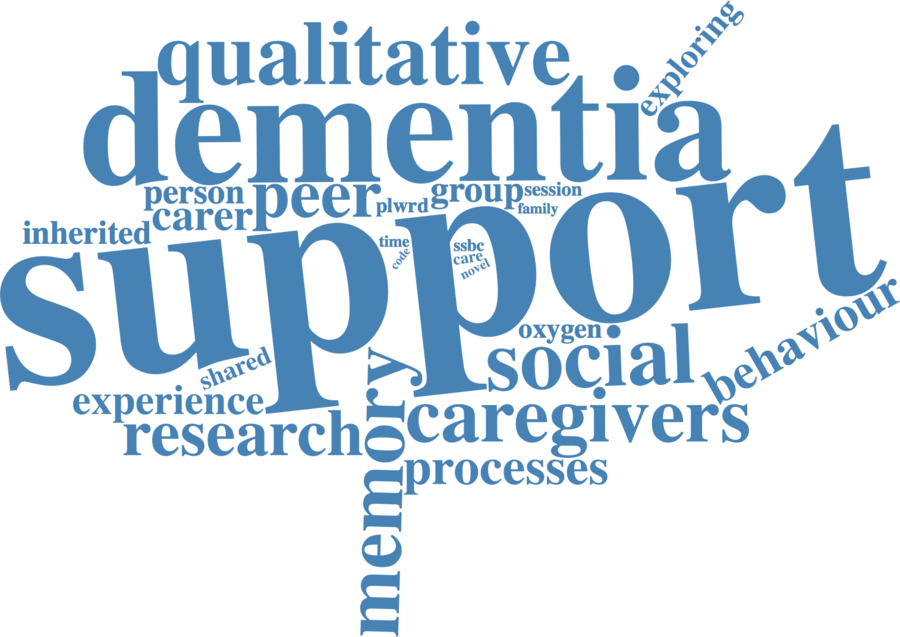 exploring
qualitative
dementia
person
peer
group
session
carer
plwrd
family
inherited
support
time
code
ssbc
care
novel
oxygen
social
behaviour
shared
experience
memory
caregivers
research
processes